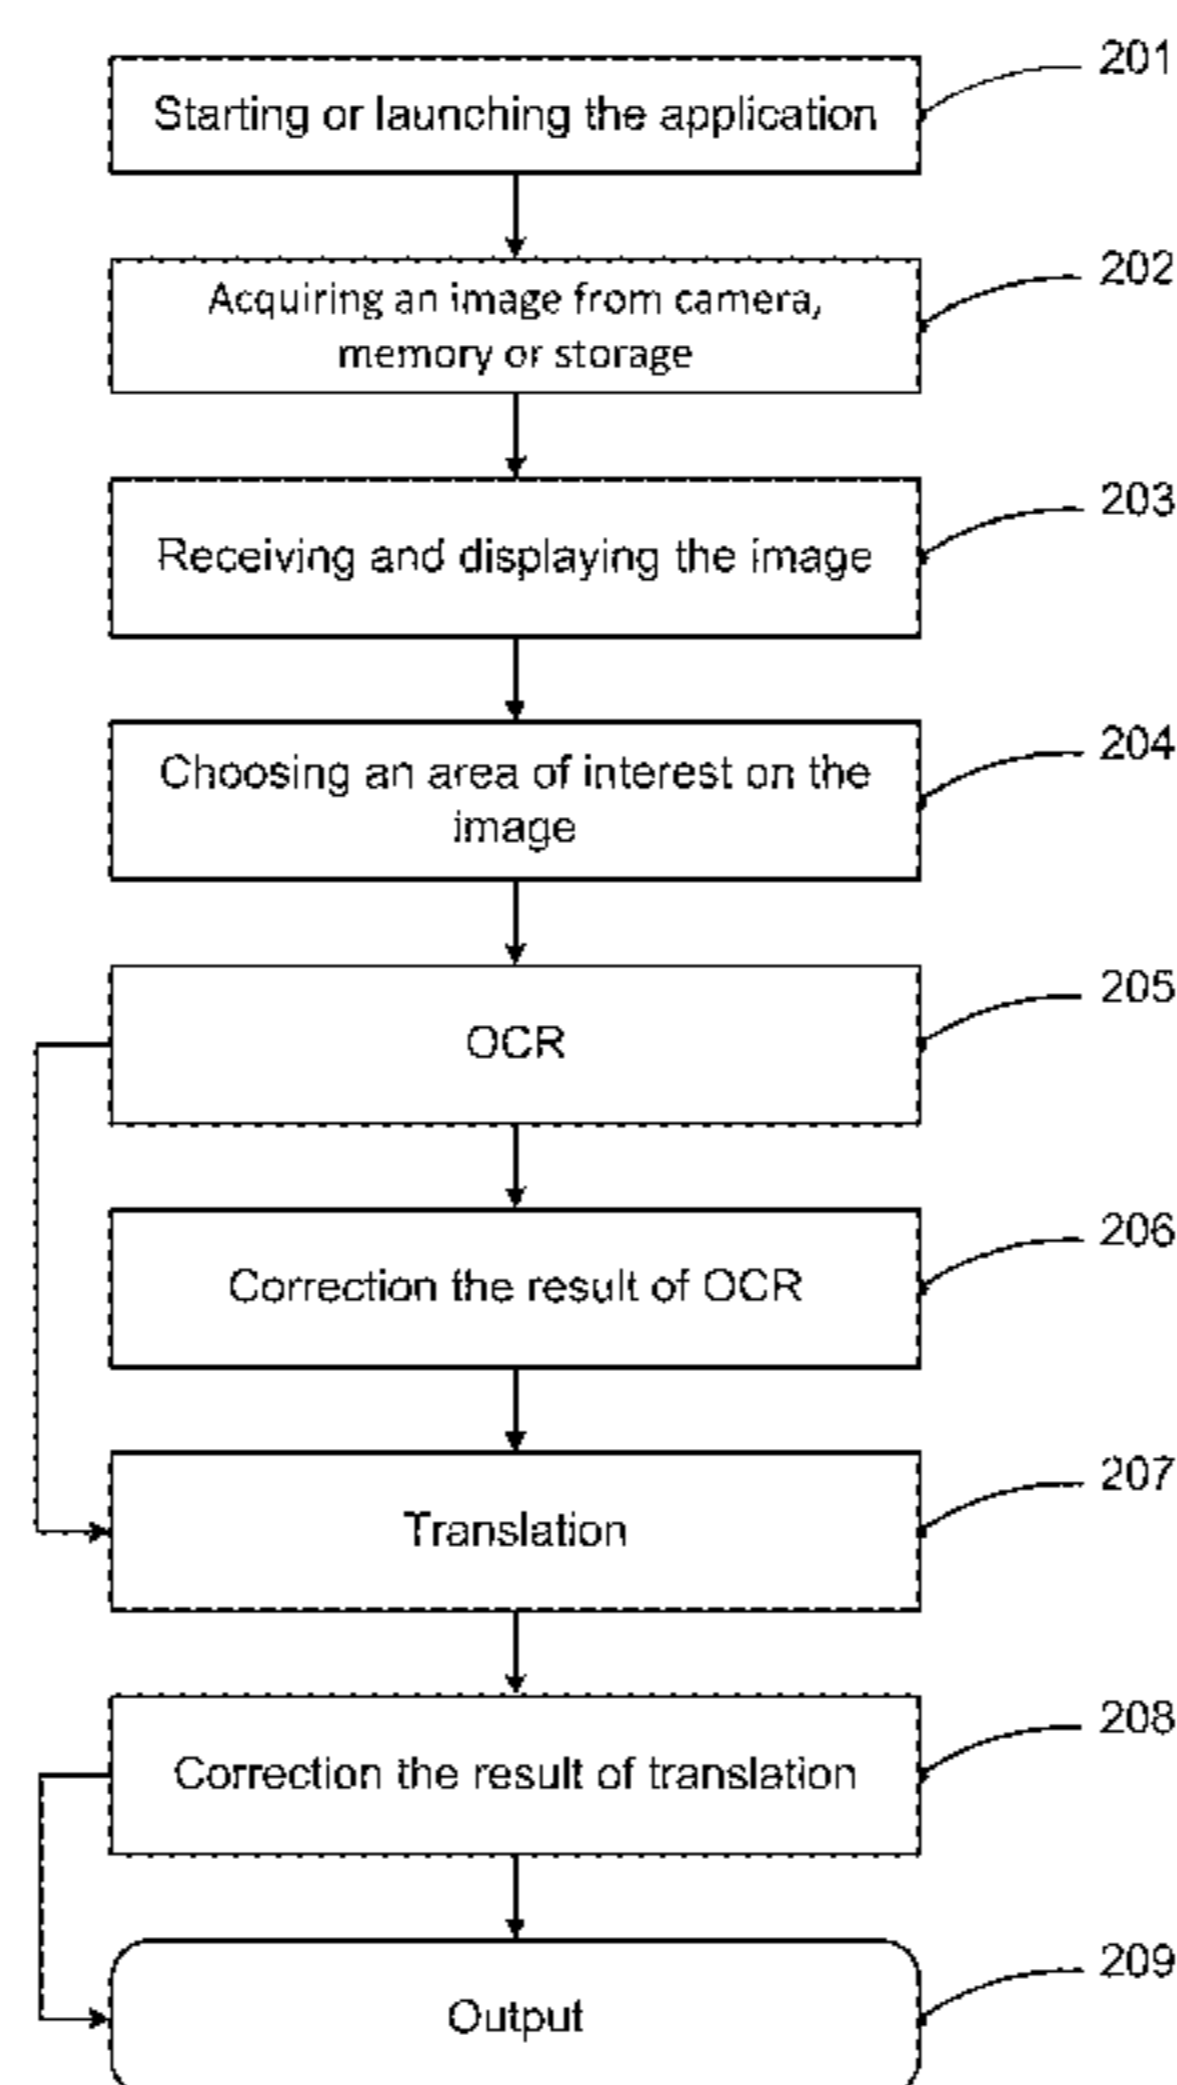 201
Starting or launching the application
202
Acquiring an image from camera,
memory or storage
203
Receiving and displaying the image
204
Choosing an area of interest on the
image
205
OCR
206
Correction the result of OCR
207
Translation
208
Correction the result of translation
209
Output